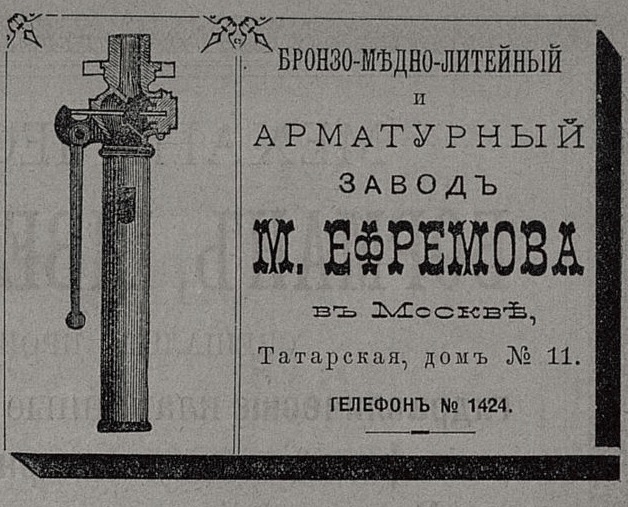 БРОНЗО-МѢДНО-ЛИТЕЙНЫЙ
и
АРМАТУРНЫЙ
ЗАВОДЪ
М. ЕФРЕМОВА
въ Москвѣ,
Татарская, домъ № 11.
ТЕЛЕФОНЪ № 1424.